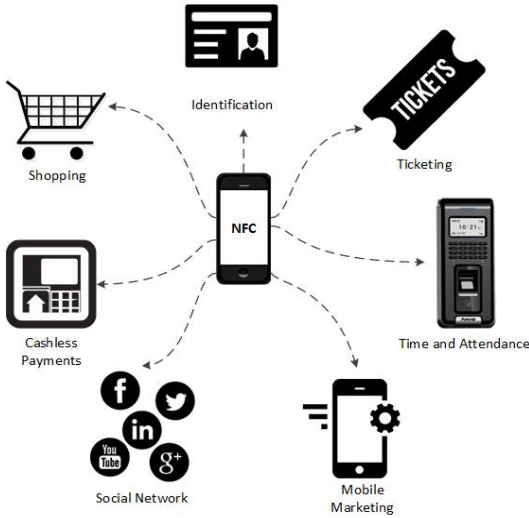 Identification
TICKETS
Ticketing
Shopping
NFC
10:21
Time and Attendance
Cashless
Payments
f
in
You
Tube
g+
Social Network
Mobile
Marketing